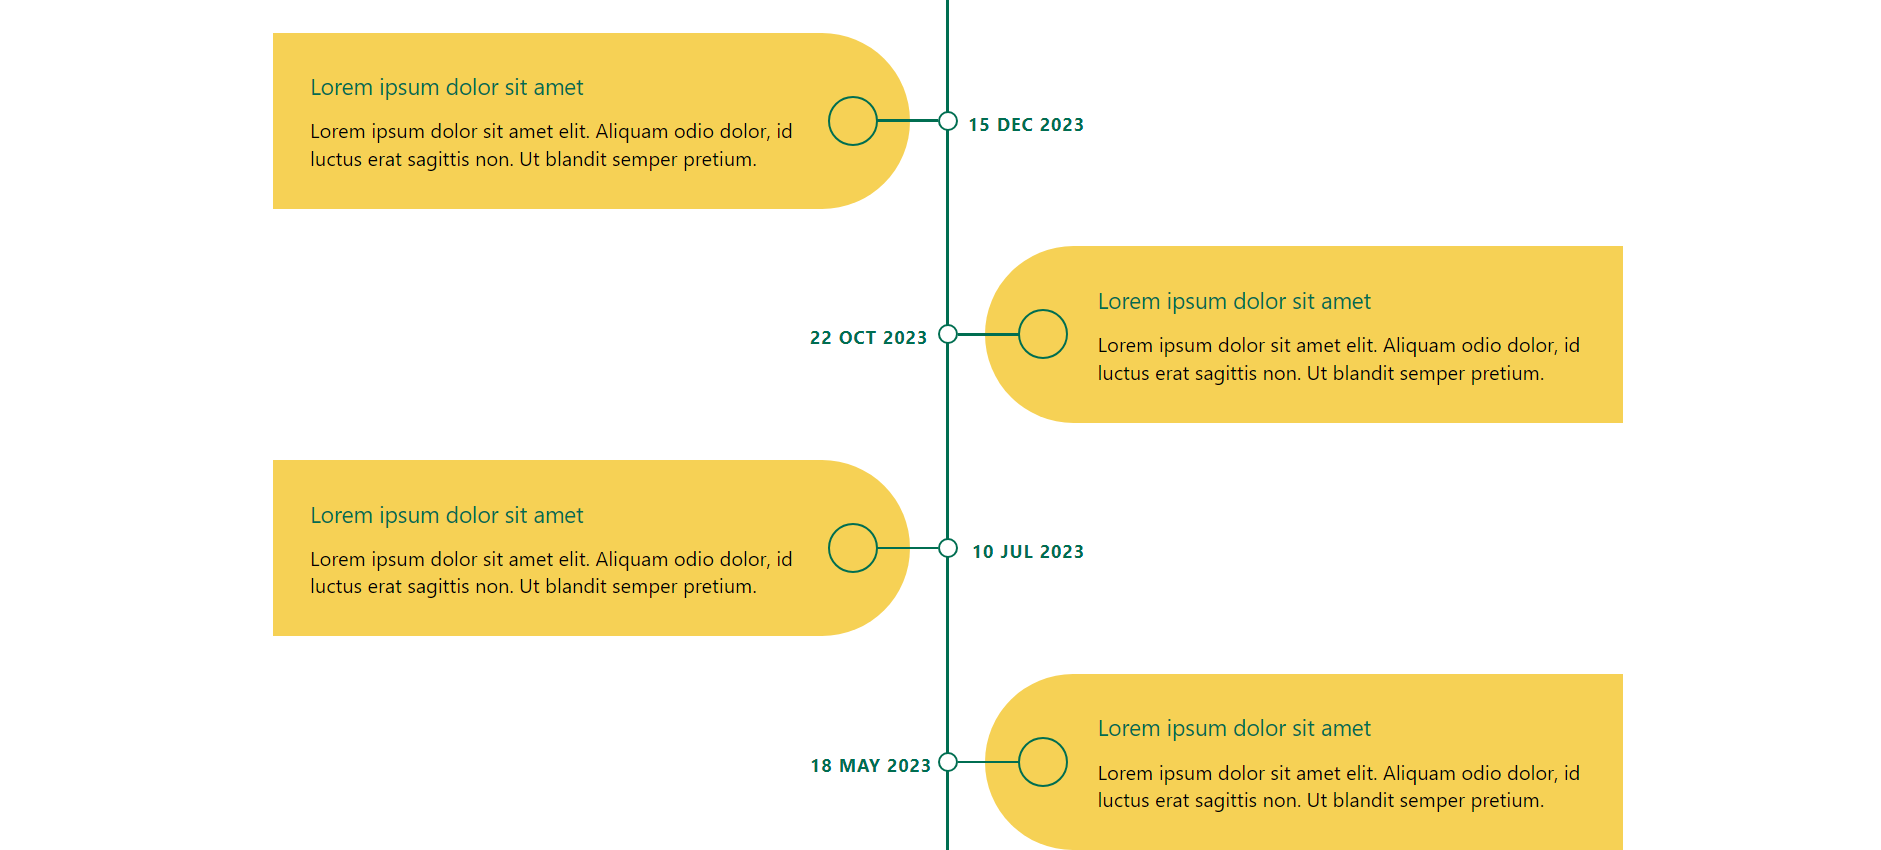 Lorem ipsum dolor sit amet
Lorem ipsum dolor sit amet elit. Aliquam odio dolor, id
luctus erat sagittis non. Ut blandit semper pretium.
15 DEC 2023
22 OCT 2023
Lorem ipsum dolor sit amet
Lorem ipsum dolor sit amet elit. Aliquam odio dolor, id
luctus erat sagittis non. Ut blandit semper pretium.
Lorem ipsum dolor sit amet
Lorem ipsum dolor sit amet elit. Aliquam odio dolor, id
luctus erat sagittis non. Ut blandit semper pretium.
10 JUL 2023
18 MAY 2023
Lorem ipsum dolor sit amet
Lorem ipsum dolor sit amet elit. Aliquam odio dolor, id
luctus erat sagittis non. Ut blandit semper pretium.